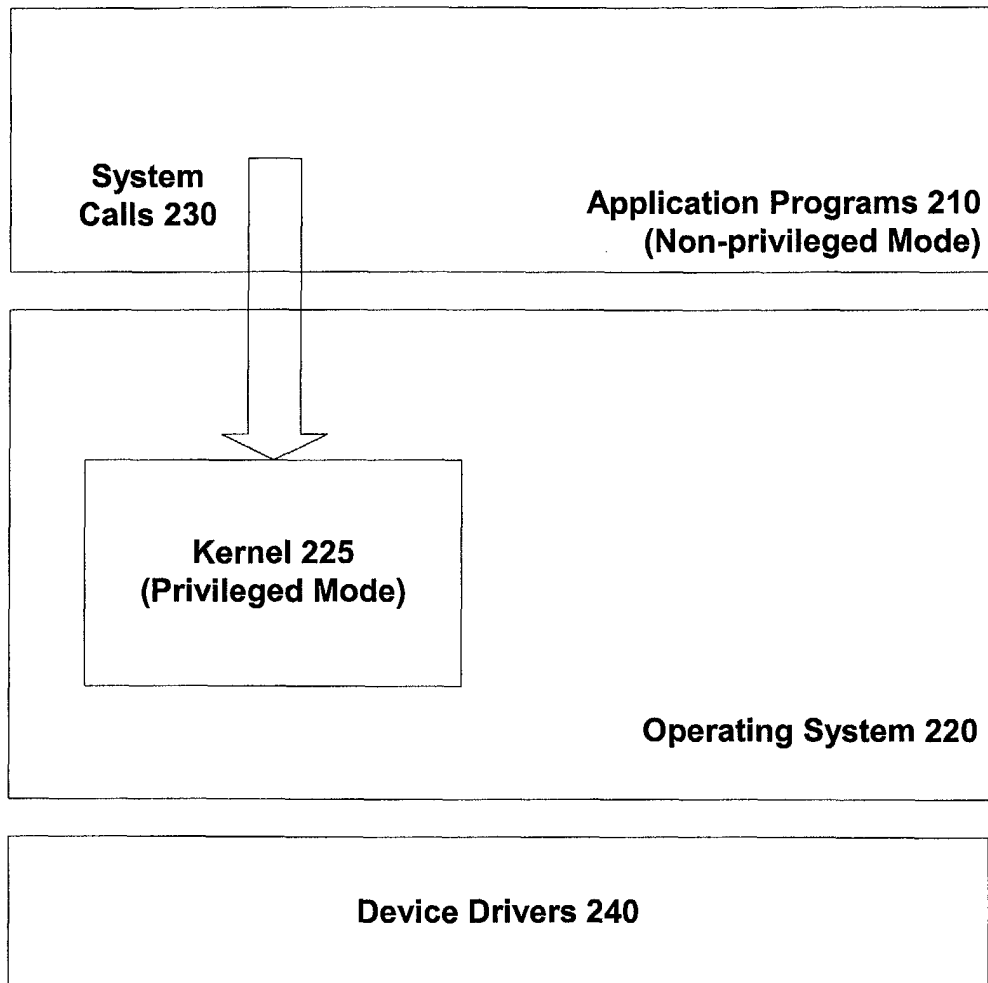 System
Calls 230
Application Programs 210
(Non-privileged Mode)
Kernel 225
(Privileged Mode)
Operating System 220
Device Drivers 240